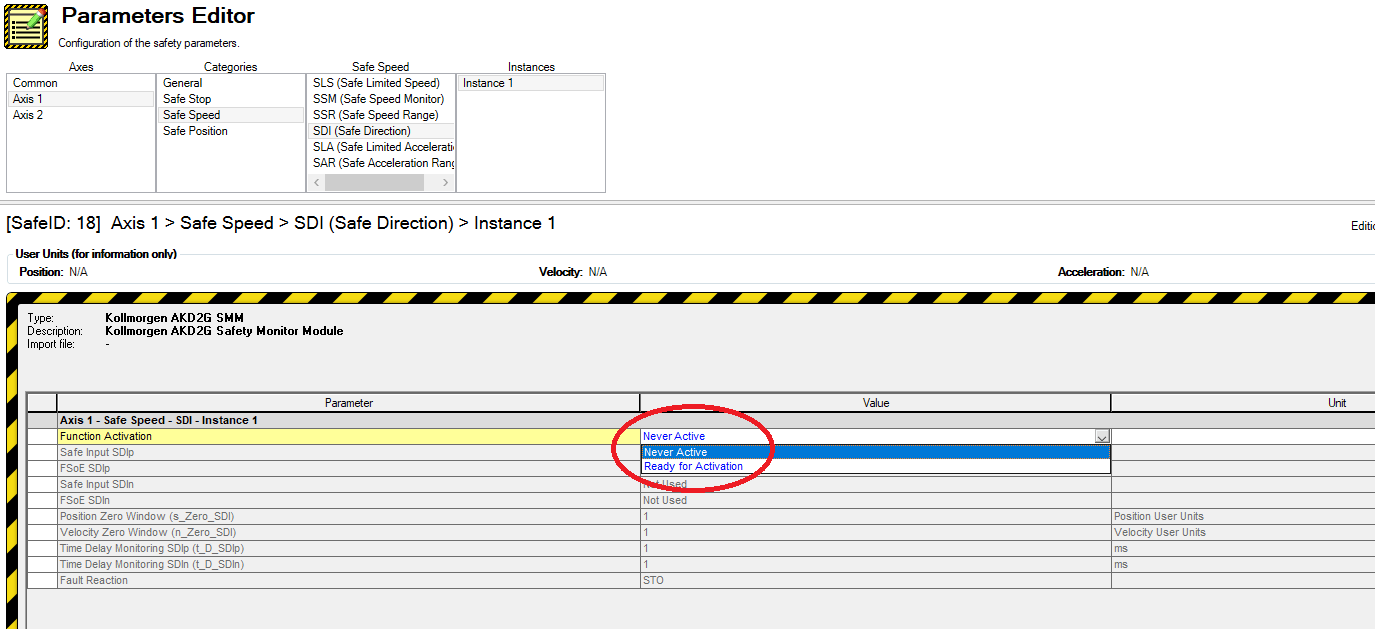 Parameters Editor
Configuration of the safety parameters.
Axes Categories Safe Speed Instances
Common General SLS (Safe Limited Speed) Instance 1
Axis 1 Safe Stop SSM (Safe Speed Monitor)
Axis 2 Safe Speed SSR (Safe Speed Range)
Safe Position SDI (Safe Direction)
SLA (Safe Limited Accelerati
SAR (Safe Acceleration Rang
[SafeID: 18] Axis 1 > Safe Speed > SDI (Safe Direction) > Instance 1 Editio
User Units (for information only)
Position: N/A Velocity: N/A Acceleration: N/A
Type: Kollmorgen AKD2G SMM
Description: Kollmorgen AKD2G Safety Monitor Module
Import file: -
Parameter Value Unit
Axis 1 - Safe Speed - SDI - Instance 1
Function Activation Never Active
Safe Input SDIp Never Active
FSoE SDIp Ready for Activation
Safe Input SDIn Not Used
FSoE SDIn Not Used
Position Zero Window (s_Zero_SDI) 1 Position User Units
Velocity Zero Window (n_Zero_SDI) 1 Velocity User Units
Time Delay Monitoring SDIp (t_D_SDIp) 1 ms
Time Delay Monitoring SDIn (t_D_SDIn) 1 ms
Fault Reaction STO